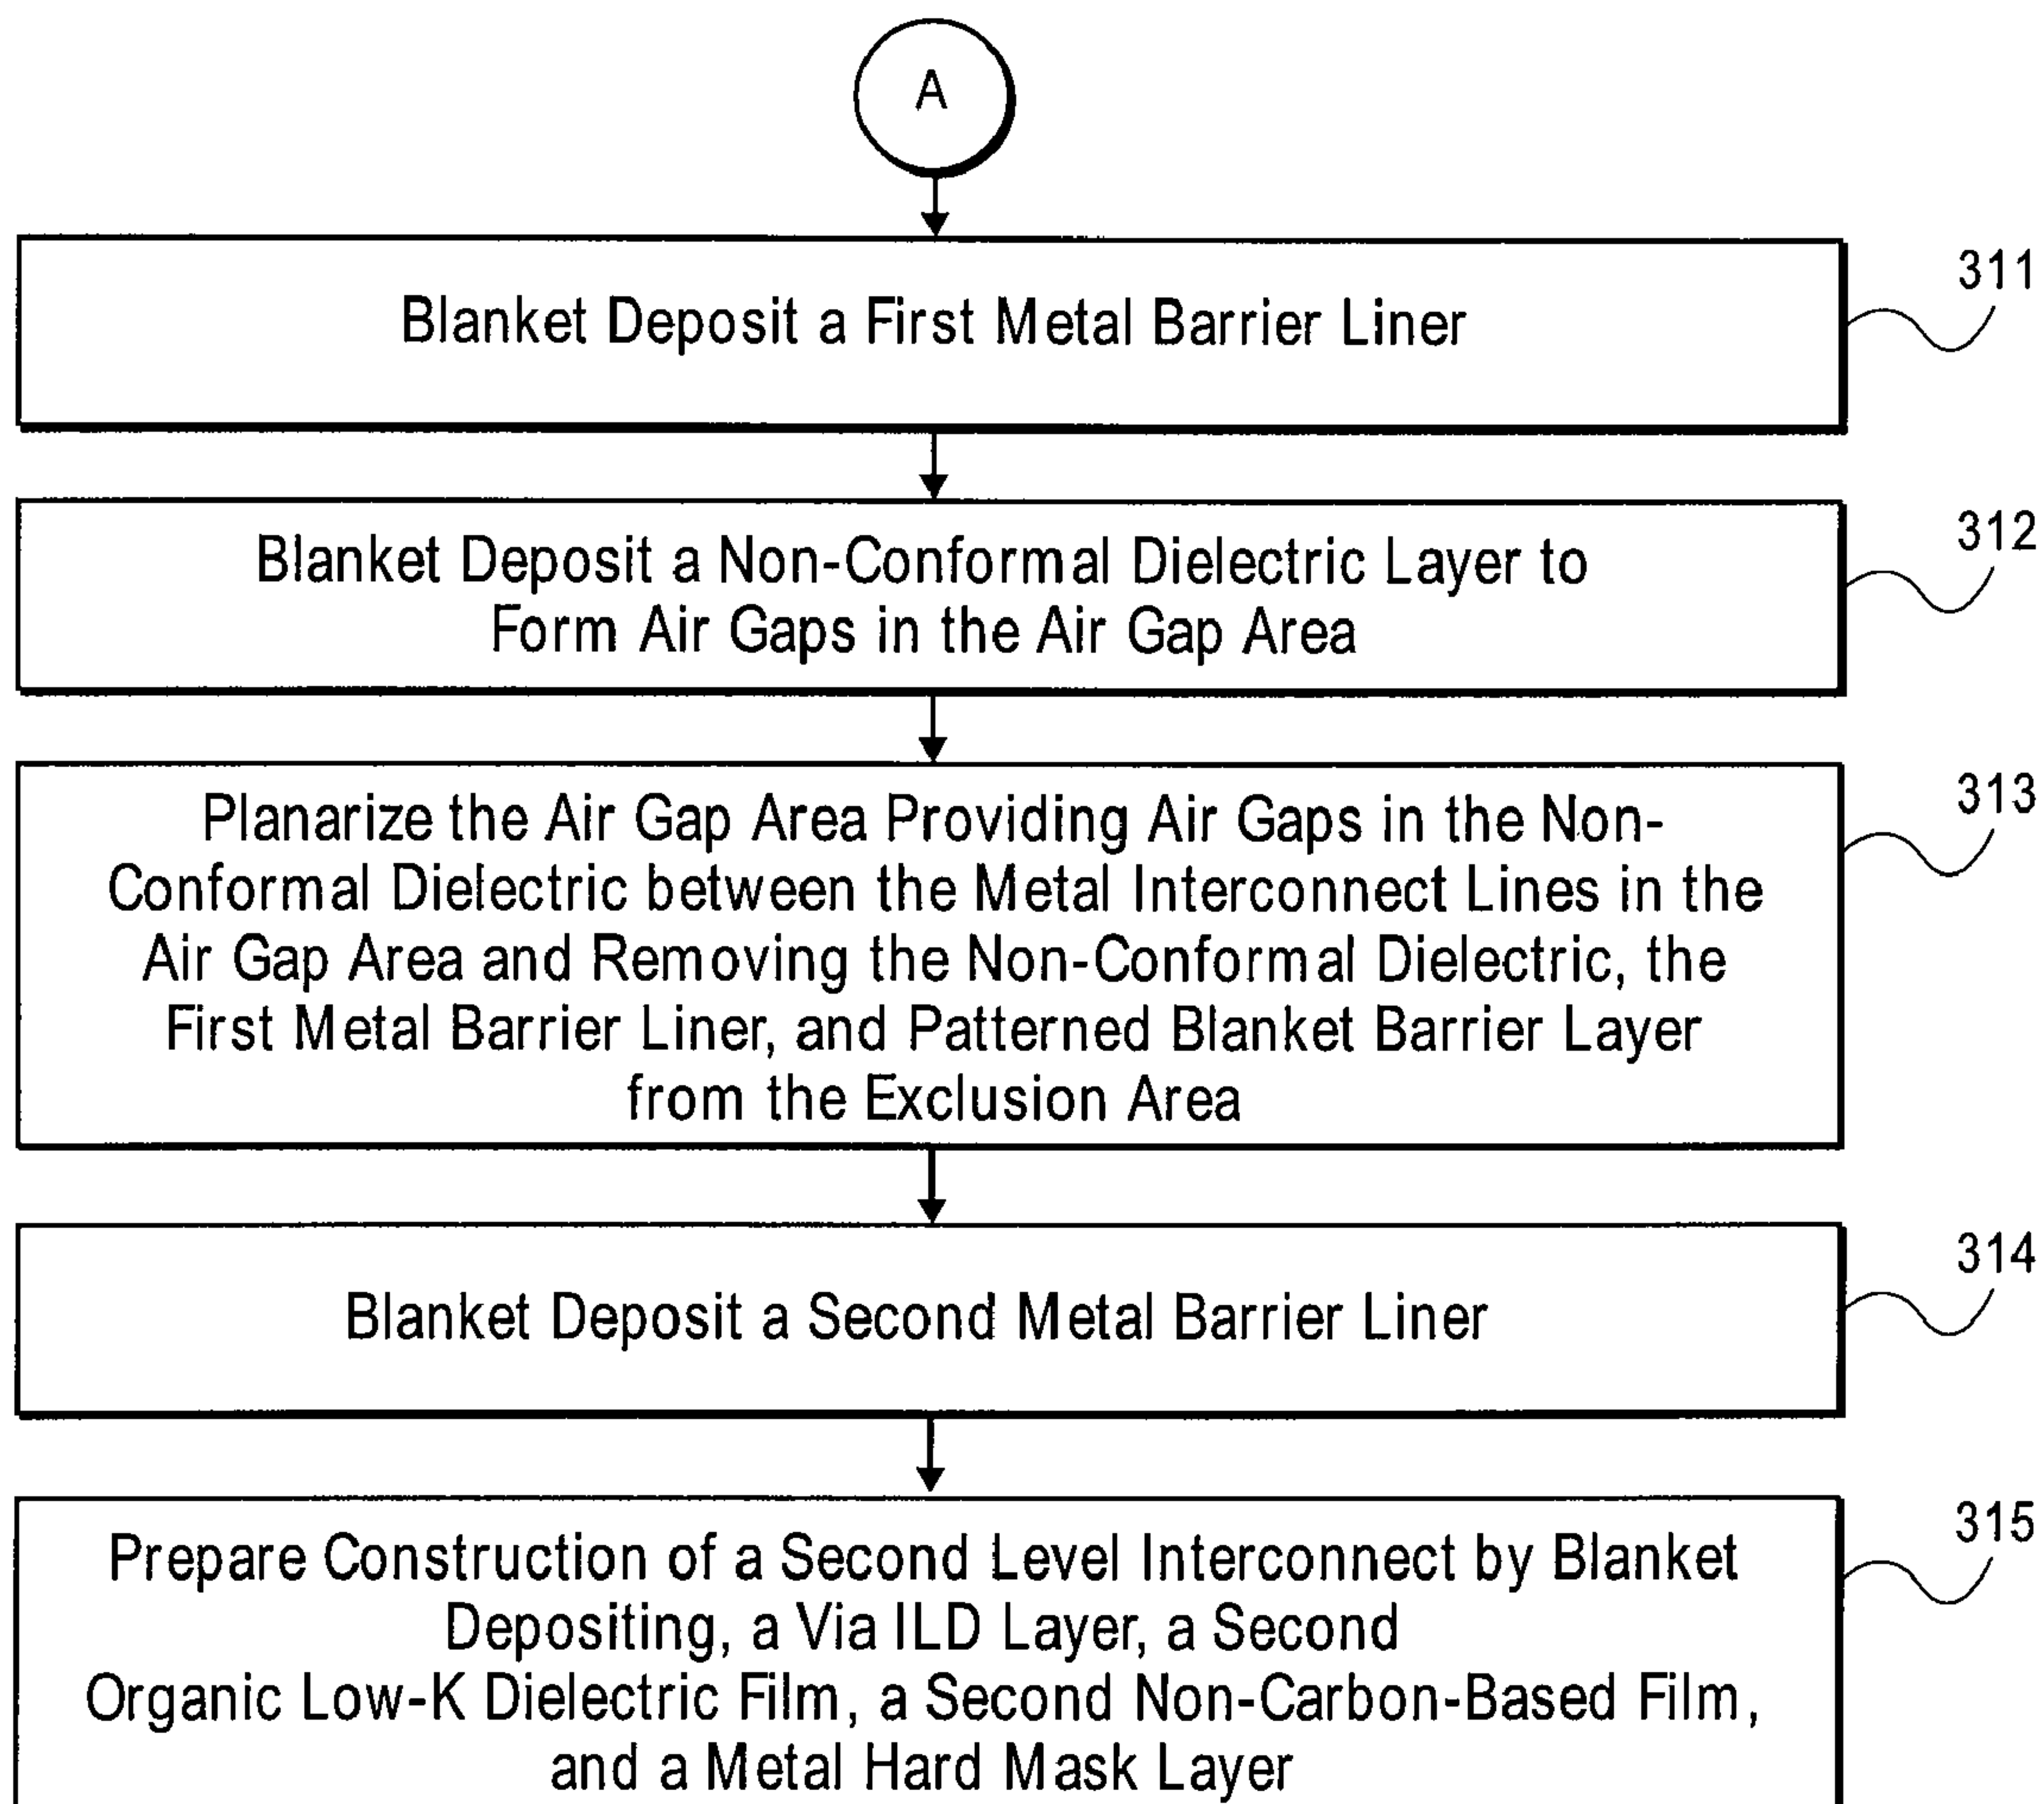 A
311
Blanket Deposit a First Metal Barrier Liner
312
Blanket Deposit a Non-Conformal Dielectric Layer to
Form Air Gaps in the Air Gap Area
313
Planarize the Air Gap Area Providing Air Gaps in the Non-
Conformal Dielectric between the Metal Interconnect Lines in the
Air Gap Area and Removing the Non-Conformal Dielectric, the
First Metal Barrier Liner, and Patterned Blanket Barrier Layer
from the Exclusion Area
314
Blanket Deposit a Second Metal Barrier Liner
315
Prepare Construction of a Second Level Interconnect by Blanket
Depositing, a Via ILD Layer, a Second
Organic Low-K Dielectric Film, a Second Non-Carbon-Based Film,
and a Metal Hard Mask Layer